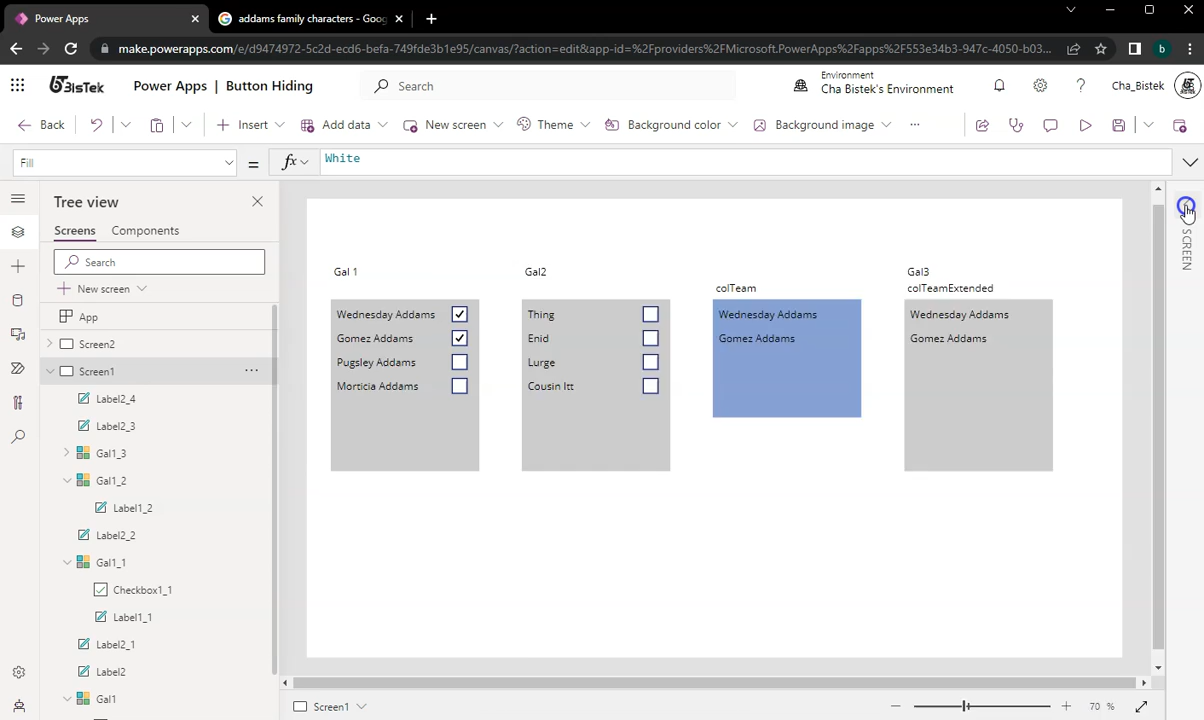 Power Apps
addams family characters - Goog
make.powerapps.com/e/d9474972-5c2d-ecd6-befa-749fde3b1e95/canvas/?action=edit&app-id=%2Fproviders%2FMicrosoft.PowerApps%2Fapps%2F553e34b3-947c-4050-b03...
b
BisTek
Power Apps | Button Hiding
Search
Environment
Cha_Bistek's Environment
Cha_Bistek
Back
Insert
Add data
New screen
Theme
Background color
Background image
...
Fill
=
fx
White
Tree view
Screens
Components
Search
New screen
App
Screen2
Screen1
...
Label2_4
Label2_3
Gal1_3
Gal1_2
Label1_2
Label2_2
Gal1_1
Checkbox1_1
Label1_1
Label2_1
Label2
Gal1
Gal 1
Wednesday Addams
Gomez Addams
Pugsley Addams
Morticia Addams
Gal2
Thing
Enid
Lurge
Cousin Itt
colTeam
Wednesday Addams
Gomez Addams
Gal3
colTeamExtended
Wednesday Addams
Gomez Addams
SCREEN
Screen1
70 %